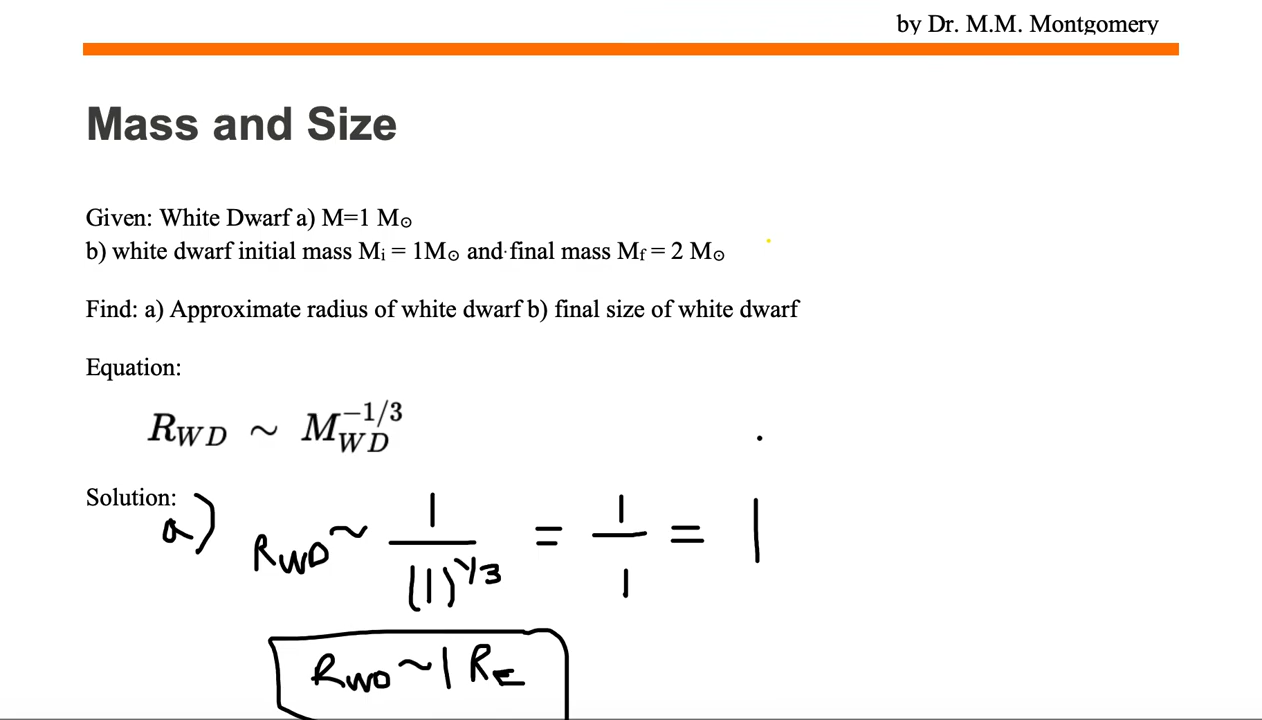 by Dr. M.M. Montgomery
Mass and Size
Given: White Dwarf a) M=1 M⊙
b) white dwarf initial mass Mᵢ = 1M⊙ and final mass M_f = 2 M⊙
Find: a) Approximate radius of white dwarf b) final size of white dwarf
Equation:
R_WD ~ M_WD^-1/3
Solution:
a) R_WD ~ 1/(1)^1/3 = 1/1 = 1
R_WD ~ 1 R_E